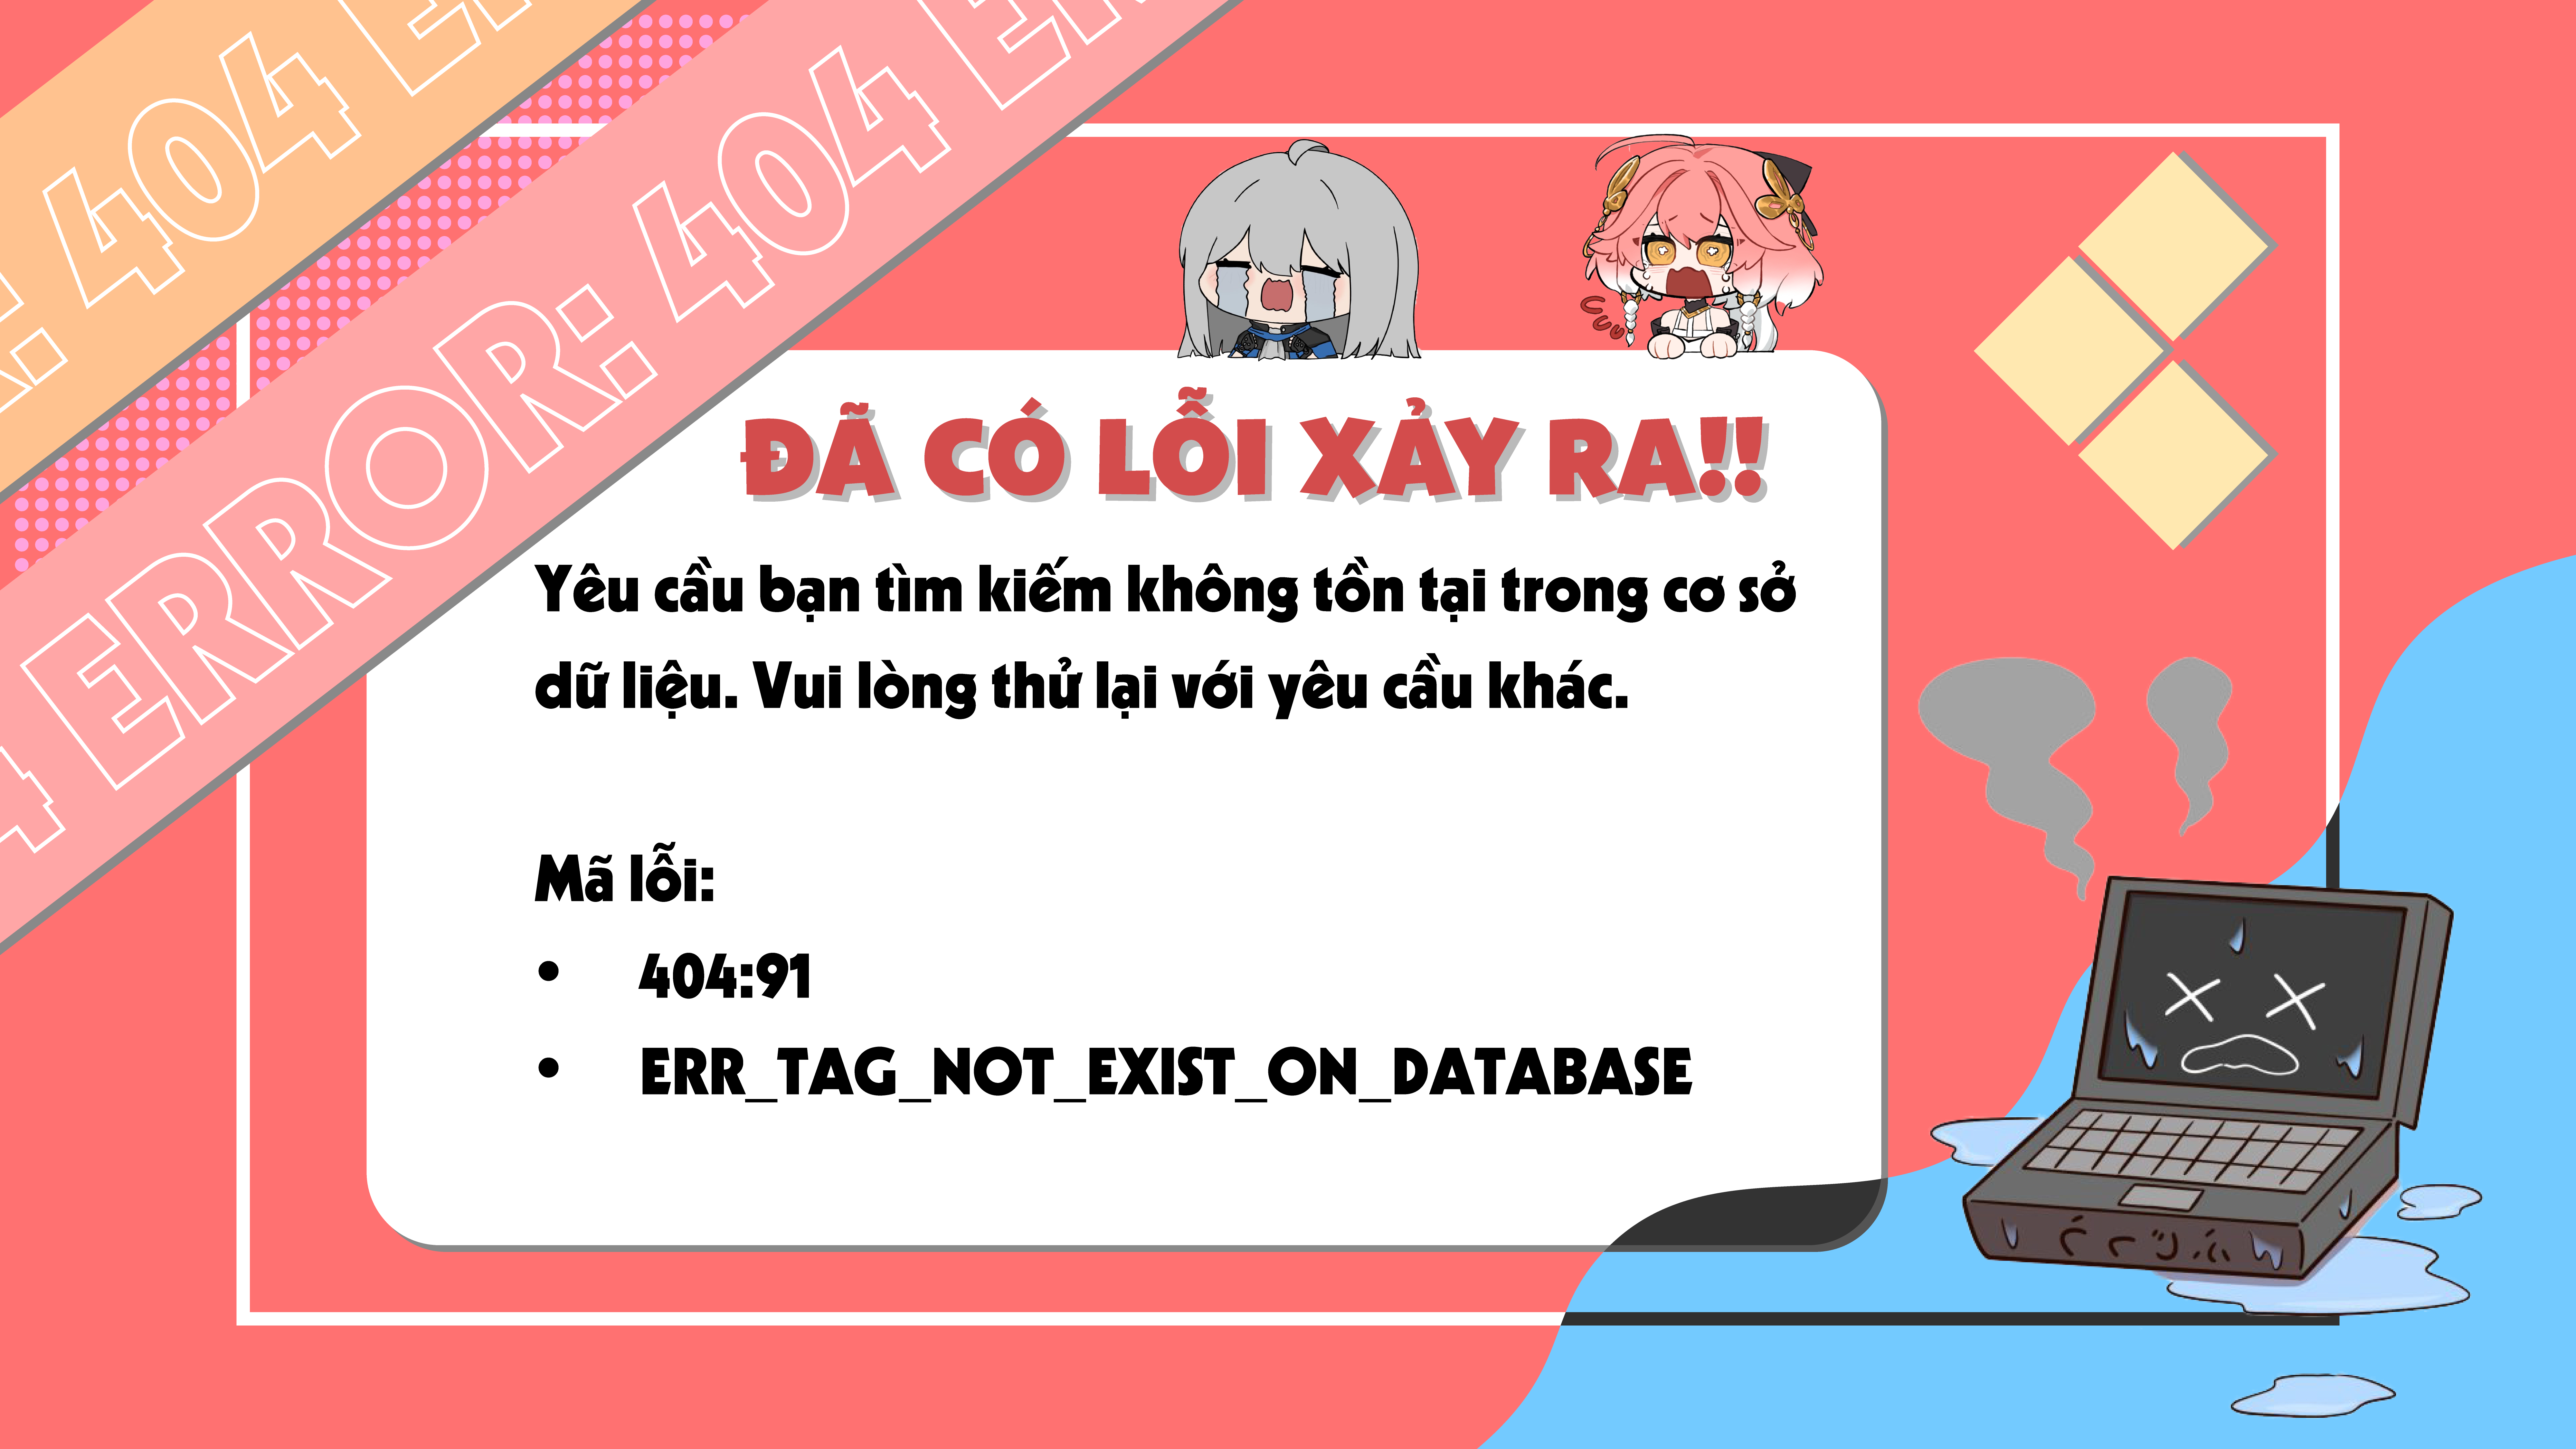 R: 404 ER
4 ERROR: 404 ER
ĐÃ CÓ LỖI XẢY RA!!
Yêu cầu bạn tìm kiếm không tồn tại trong cơ sở
dữ liệu. Vui lòng thử lại với yêu cầu khác.
Mã lỗi:
• 404:91
• ERR_TAG_NOT_EXIST_ON_DATABASE